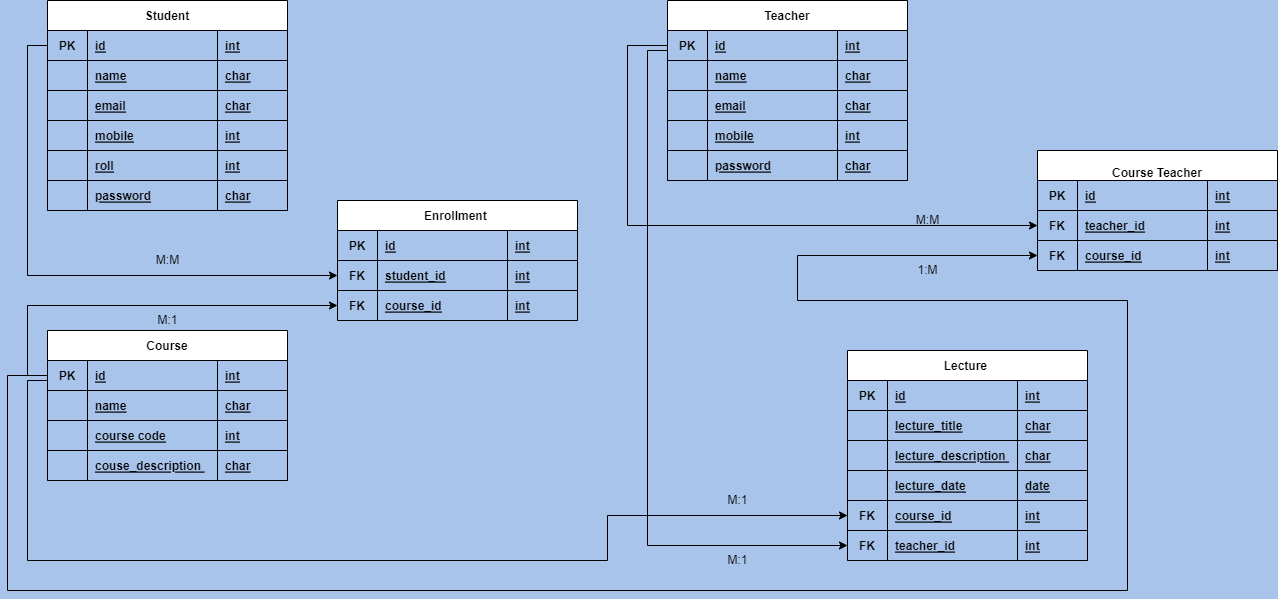 Student
PK id int
name char
email char
mobile int
roll int
password char
Teacher
PK id int
name char
email char
mobile int
password char
Course Teacher
PK id int
FK teacher_id int
FK course_id int
Enrollment
PK id int
FK student_id int
FK course_id int
M:M
M:M
1:M
M:1
Course
PK id int
name char
course code int
couse_description char
Lecture
PK id int
lecture_title char
lecture_description char
lecture_date date
FK course_id int
FK teacher_id int
M:1
M:1